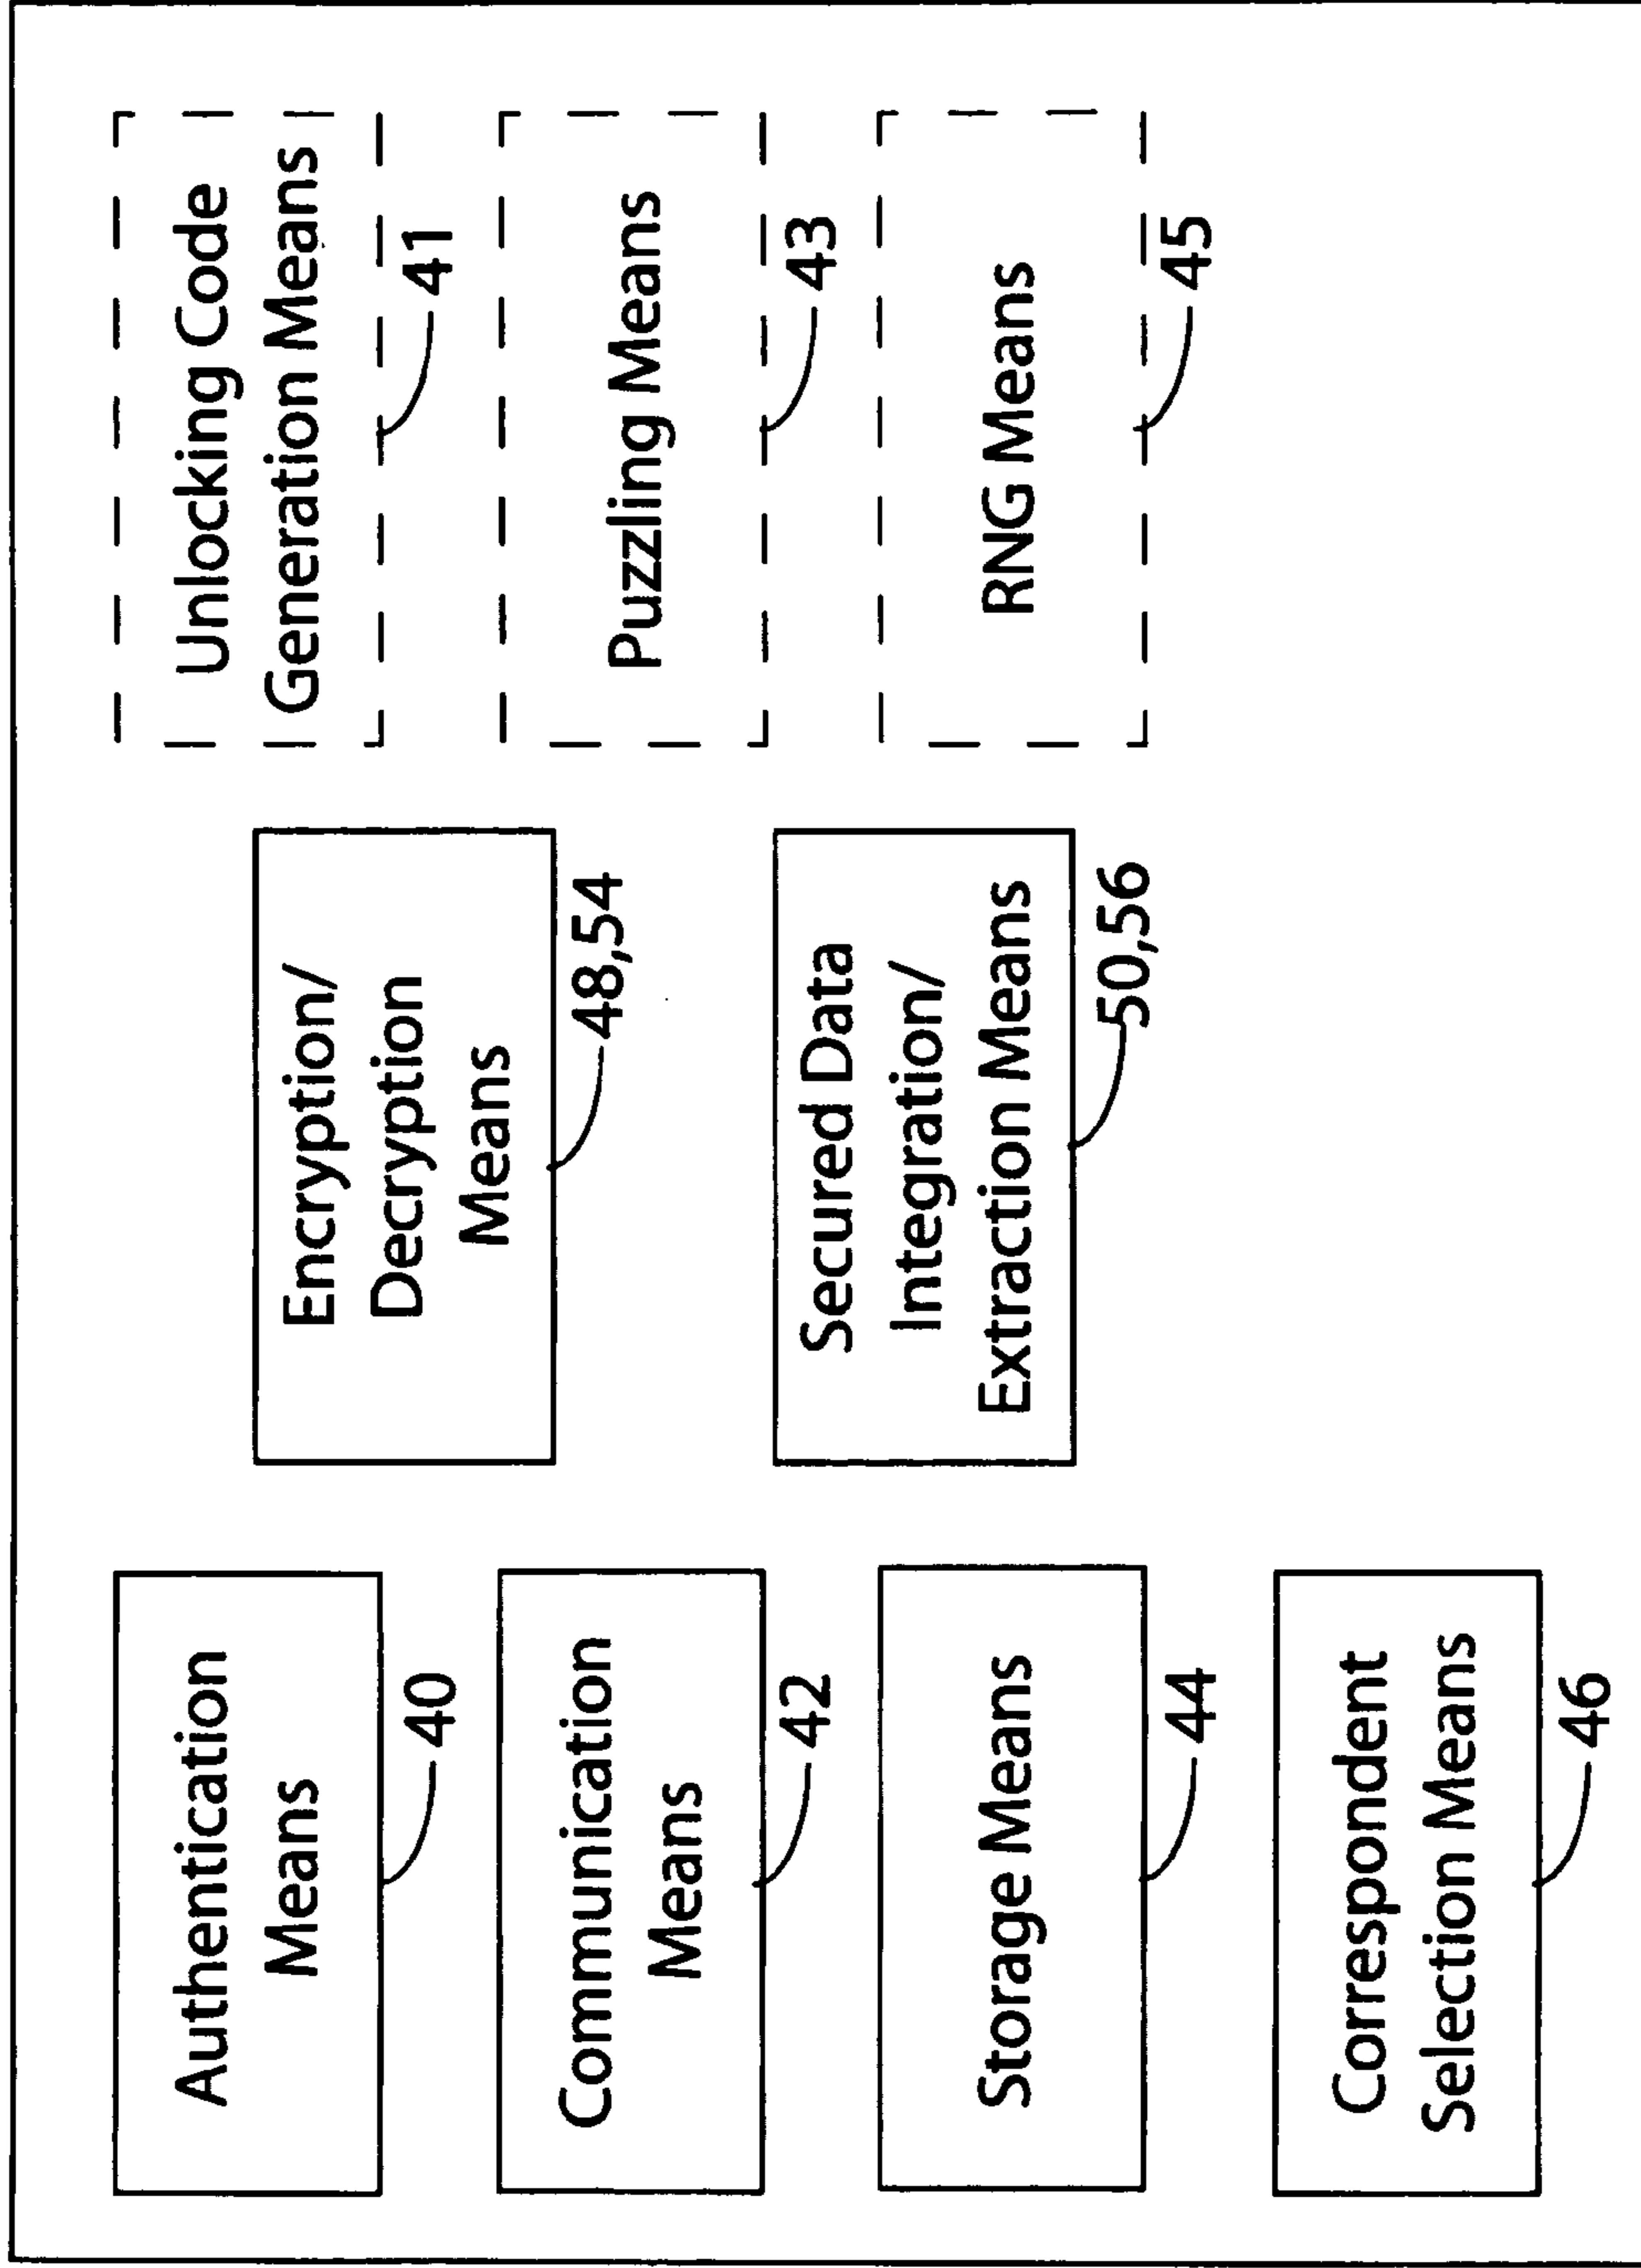 Authentication
Means
40
Communication
Means
42
Storage Means
44
Correspondent
Selection Means
46
Encryption/
Decryption
Means
48,54
Secured Data
Integration/
Extraction Means
50,56
Unlocking Code
Generation Means
41
Puzzling Means
43
RNG Means
45